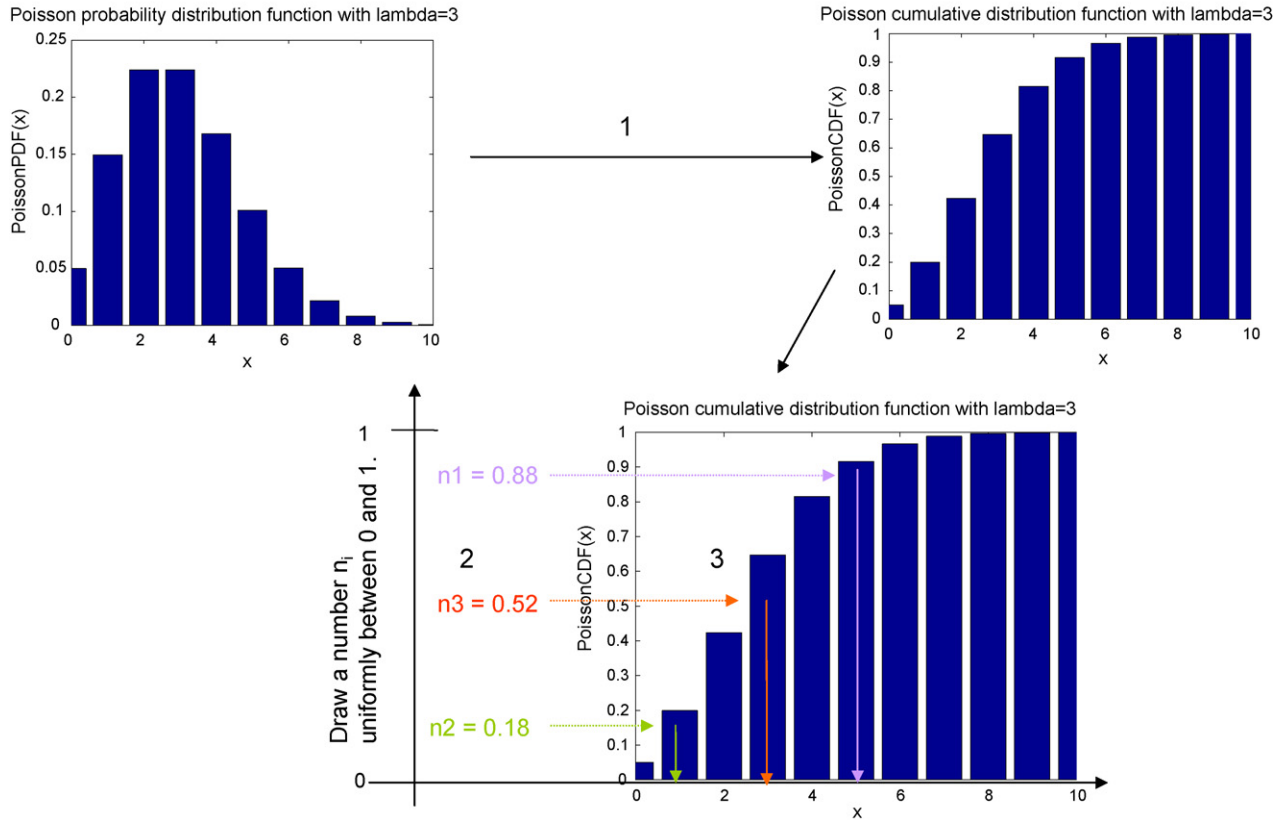 Poisson probability distribution function with lambda=3
0.25
0.2
0.15
0.1
0.05
0
PoissonPDF(x)
0 2 4 6 8 10
x
1
Poisson cumulative distribution function with lambda=3
1
0.9
0.8
0.7
0.6
0.5
0.4
0.3
0.2
0.1
0
PoissonCDF(x)
0 2 4 6 8 10
x
Draw a number ni
uniformly between 0 and 1.
1
0
n1 = 0.88
2
n3 = 0.52
n2 = 0.18
Poisson cumulative distribution function with lambda=3
1
0.9
0.8
0.7
0.6
0.5
0.4
0.3
0.2
0.1
0
PoissonCDF(x)
3
0 2 4 6 8 10
x